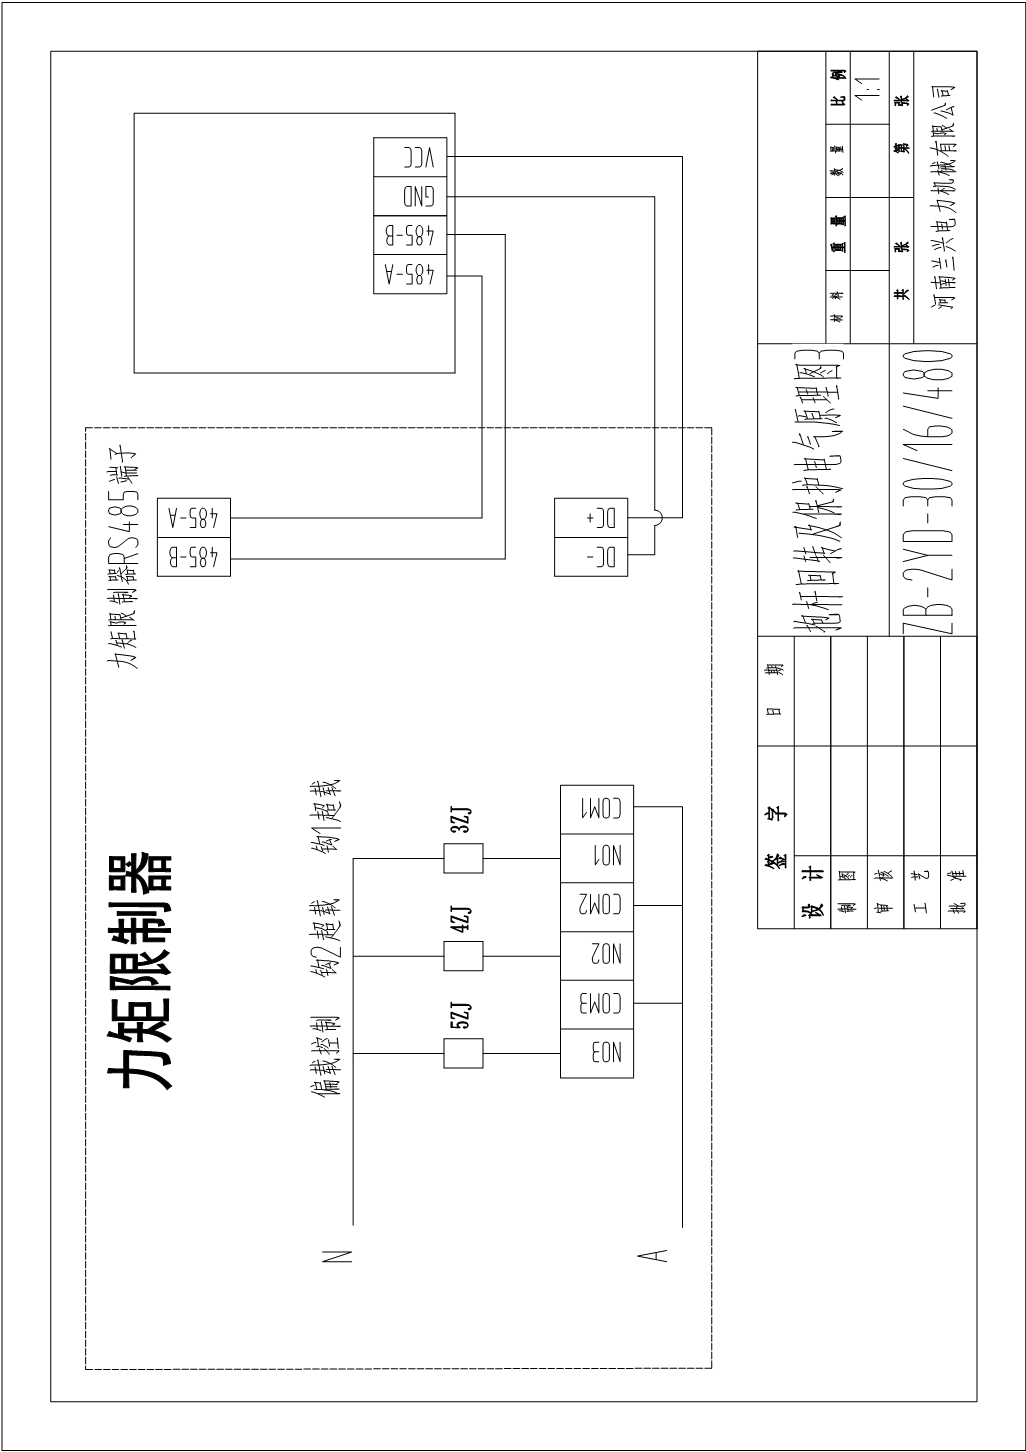 力矩限制器
力矩限制器RS485端子
485-A
485-B
VCC
GND
485-B
485-A
DC+
DC-
偏载控制
钩2超载
钩1超载
5ZJ
4ZJ
3ZJ
NO3
COM3
NO2
COM2
NO1
COM1
N
A
签 字
日 期
设 计
制 图
审 核
工 艺
批 准
抱杆回转及保护电气原理图3
ZB-2YD-30/16/480
材 料
重 量
数 量
比 例
1:1
共 张
第 张
河南兰兴电力机械有限公司